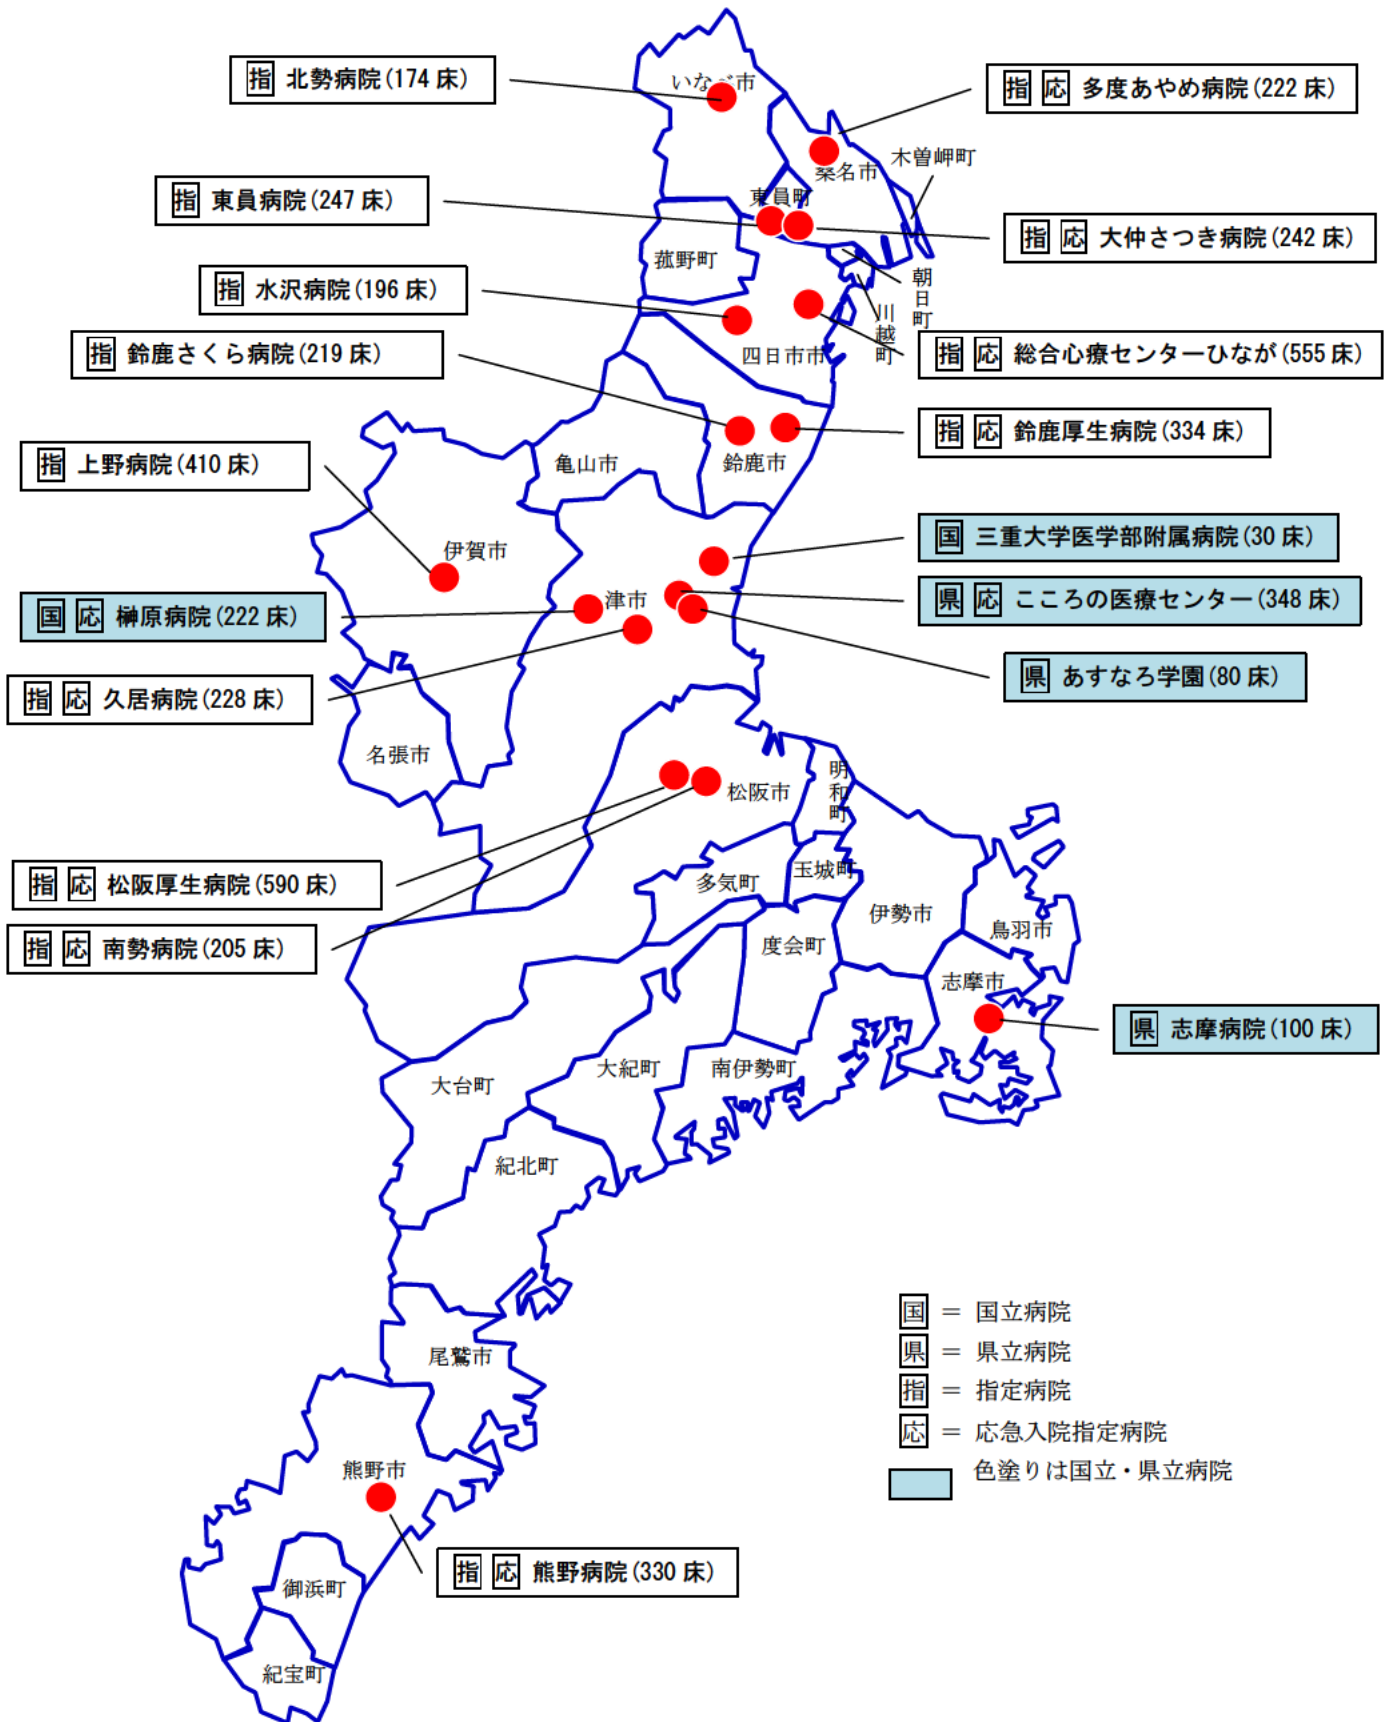 いなべ市
指 北勢病院(174 床)
指 応 多度あやめ病院(222 床)
木曽岬町
桑名市
指 東員病院(247 床)
東員町
指 応 大仲さつき病院(242 床)
菰野町
朝日町
指 水沢病院(196 床)
川越町
四日市市
指 鈴鹿さくら病院(219 床)
指 応 総合心療センターひなが(555 床)
指 応 鈴鹿厚生病院(334 床)
指 上野病院(410 床)
亀山市
鈴鹿市
国 三重大学医学部附属病院(30 床)
伊賀市
県 応 こころの医療センター(348 床)
国 応 榊原病院(222 床)
津市
県 あすなろ学園(80 床)
指 応 久居病院(228 床)
名張市
松阪市
明和町
指 応 松阪厚生病院(590 床)
多気町
玉城町
伊勢市
指 応 南勢病院(205 床)
度会町
鳥羽市
志摩市
県 志摩病院(100 床)
大台町
大紀町
南伊勢町
紀北町
国 = 国立病院
県 = 県立病院
指 = 指定病院
応 = 応急入院指定病院
色塗りは国立・県立病院
尾鷲市
熊野市
指 応 熊野病院(330 床)
御浜町
紀宝町